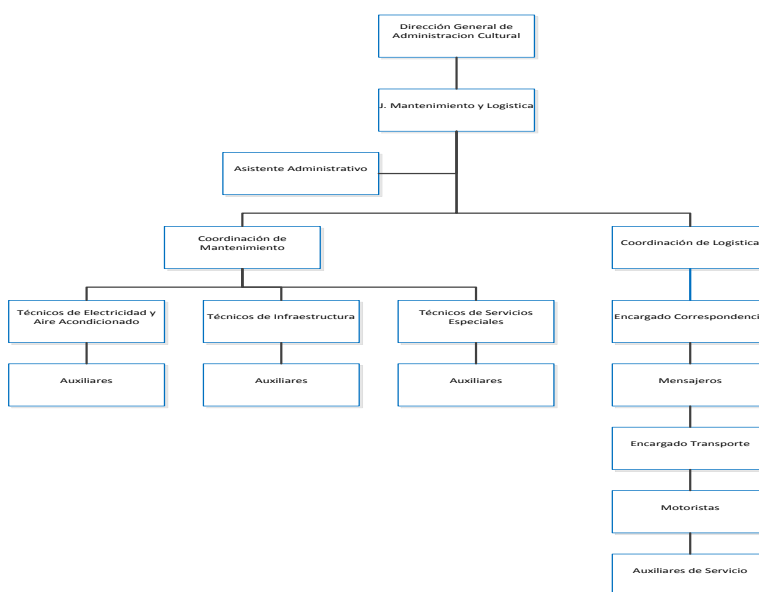 Dirección General de
Administracion Cultural
J. Mantenimiento y Logistica
Asistente Administrativo
Coordinación de
Mantenimiento
Coordinación de Logistica
Técnicos de Electricidad y
Aire Acondicionado
Técnicos de Infraestructura
Técnicos de Servicios
Especiales
Encargado Correspondenci
Auxiliares
Auxiliares
Auxiliares
Mensajeros
Encargado Transporte
Motoristas
Auxiliares de Servicio